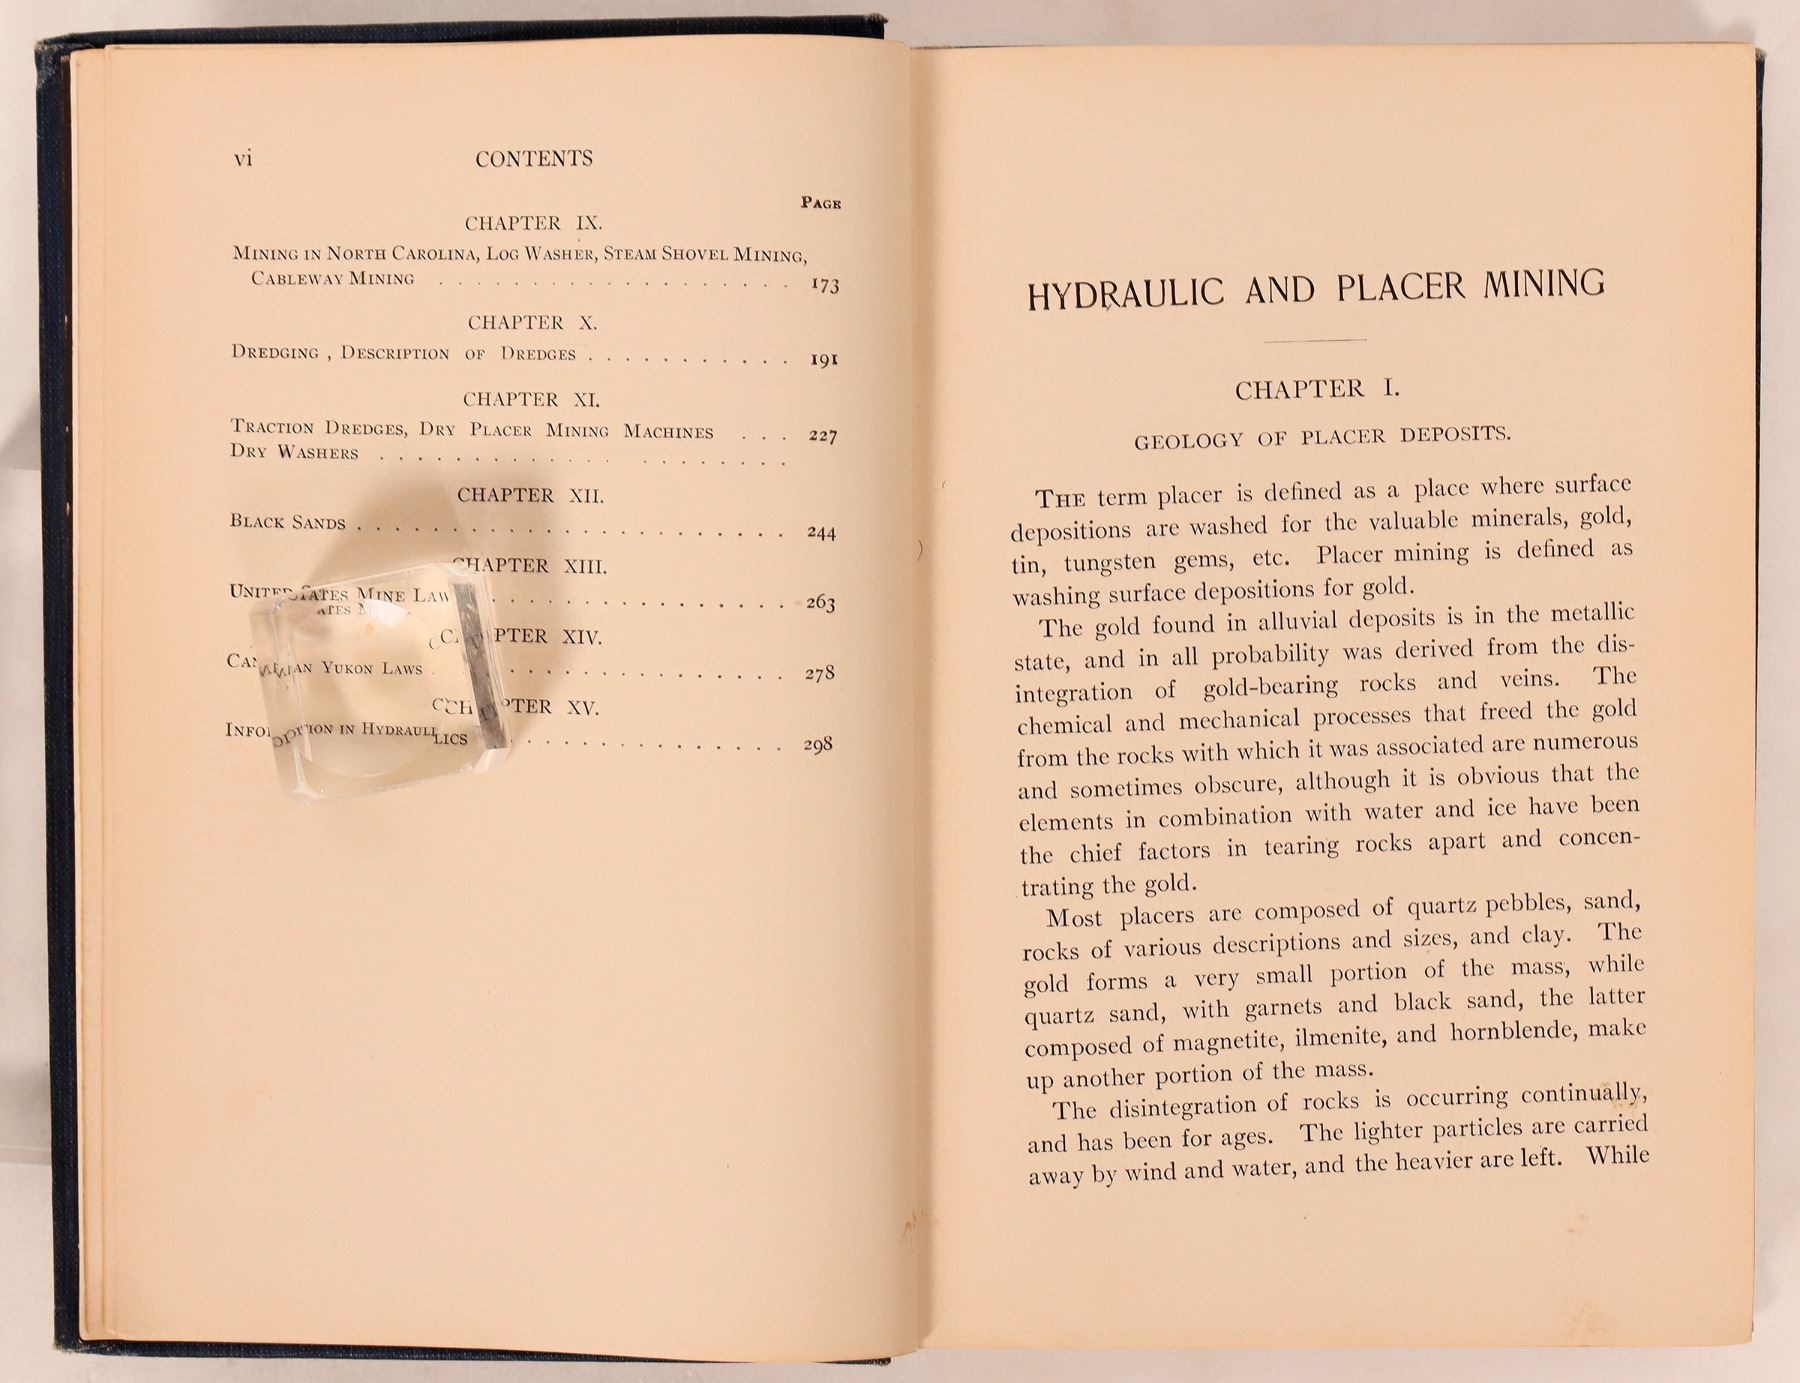 vi CONTENTS
PAGE
CHAPTER IX.
MINING IN NORTH CAROLINA, LOG WASHER, STEAM SHOVEL MINING,
CABLEWAY MINING . . . . . . . . . . . . . . . . . . . 173
CHAPTER X.
DREDGING , DESCRIPTION OF DREDGES . . . . . . . . . . . 191
CHAPTER XI.
TRACTION DREDGES, DRY PLACER MINING MACHINES . . . 227
DRY WASHERS . . . . . . . . . . . . . . . . . . . .
CHAPTER XII.
BLACK SANDS . . . . . . . . . . . . . . . . . . . . . . . 244
CHAPTER XIII.
UNITED STATES MINE LAW . . . . . . . . . . . . . . . . 263
CHAPTER XIV.
YUKON LAWS . . . . . . . . . . . . . . . . . 278
CHAPTER XV.
IN HYDRAULICS . . . . . . . . . . . . . . . 298
HYDRAULIC AND PLACER MINING
CHAPTER I.
GEOLOGY OF PLACER DEPOSITS.
THE term placer is defined as a place where surface
depositions are washed for the valuable minerals, gold,
tin, tungsten gems, etc. Placer mining is defined as
washing surface depositions for gold.
The gold found in alluvial deposits is in the metallic
state, and in all probability was derived from the dis-
integration of gold-bearing rocks and veins. The
chemical and mechanical processes that freed the gold
from the rocks with which it was associated are numerous
and sometimes obscure, although it is obvious that the
elements in combination with water and ice have been
the chief factors in tearing rocks apart and concen-
trating the gold.
Most placers are composed of quartz pebbles, sand,
rocks of various descriptions and sizes, and clay. The
gold forms a very small portion of the mass, while
quartz sand, with garnets and black sand, the latter
composed of magnetite, ilmenite, and hornblende, make
up another portion of the mass.
The disintegration of rocks is occurring continually,
and has been for ages. The lighter particles are carried
away by wind and water, and the heavier are left. While